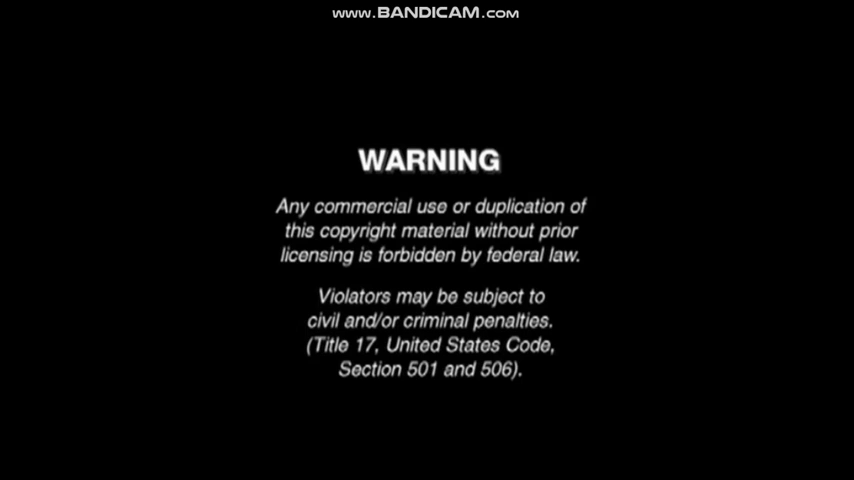 www.BANDICAM.com
WARNING
Any commercial use or duplication of
this copyright material without prior
licensing is forbidden by federal law.
Violators may be subject to
civil and/or criminal penalties.
(Title 17, United States Code,
Section 501 and 506).